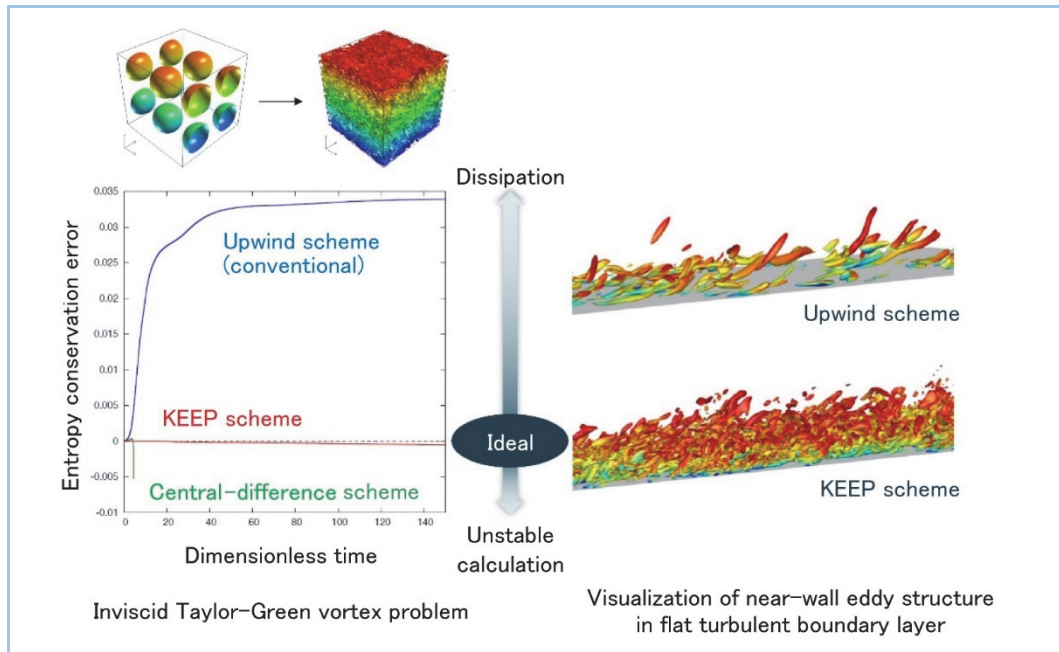 Dissipation
Entropy conservation error
0.035
0.03
0.025
0.02
0.015
0.01
0.005
0
-0.005
-0.01
Upwind scheme
(conventional)
KEEP scheme
Central-difference scheme
0 20 40 60 80 100 120 140
Dimensionless time
Inviscid Taylor-Green vortex problem
Ideal
Unstable
calculation
Upwind scheme
KEEP scheme
Visualization of near-wall eddy structure
in flat turbulent boundary layer